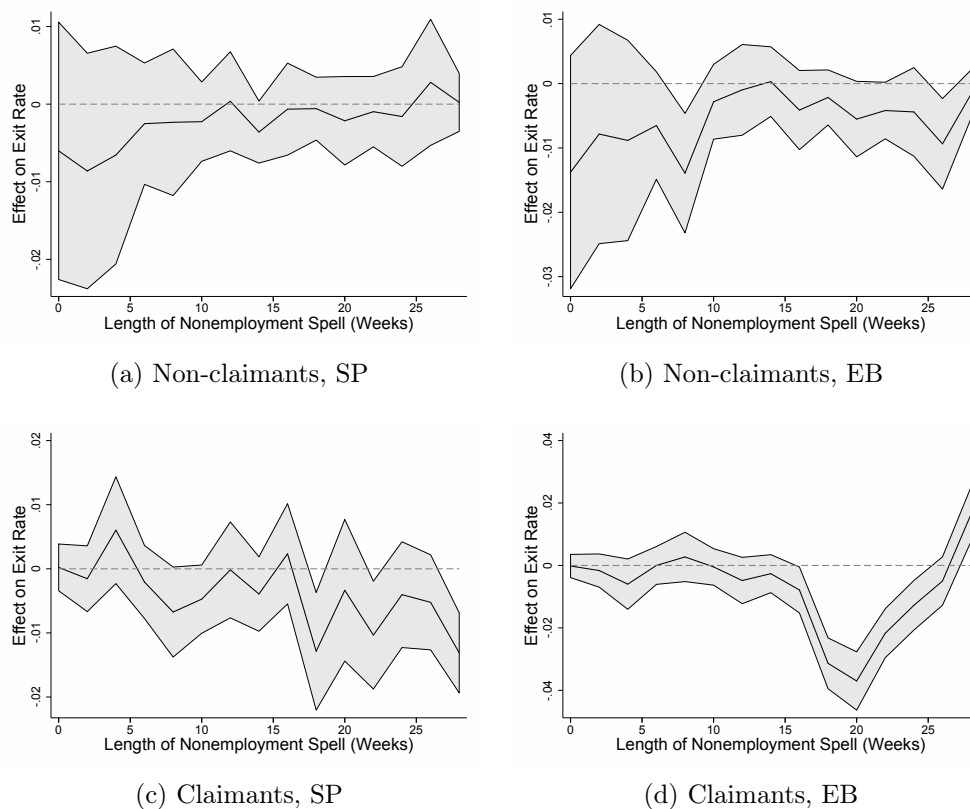 .01
0
-.01
-.02
Effect on Exit Rate
0 5 10 15 20 25
Length of Nonemployment Spell (Weeks)
(a) Non-claimants, SP
0
-.01
-.02
-.03
Effect on Exit Rate
0 5 10 15 20 25
Length of Nonemployment Spell (Weeks)
(b) Non-claimants, EB
.02
.01
0
-.01
-.02
Effect on Exit Rate
0 5 10 15 20 25
Length of Nonemployment Spell (Weeks)
(c) Claimants, SP
.04
.02
0
-.02
-.04
Effect on Exit Rate
0 5 10 15 20 25
Length of Nonemployment Spell (Weeks)
(d) Claimants, EB